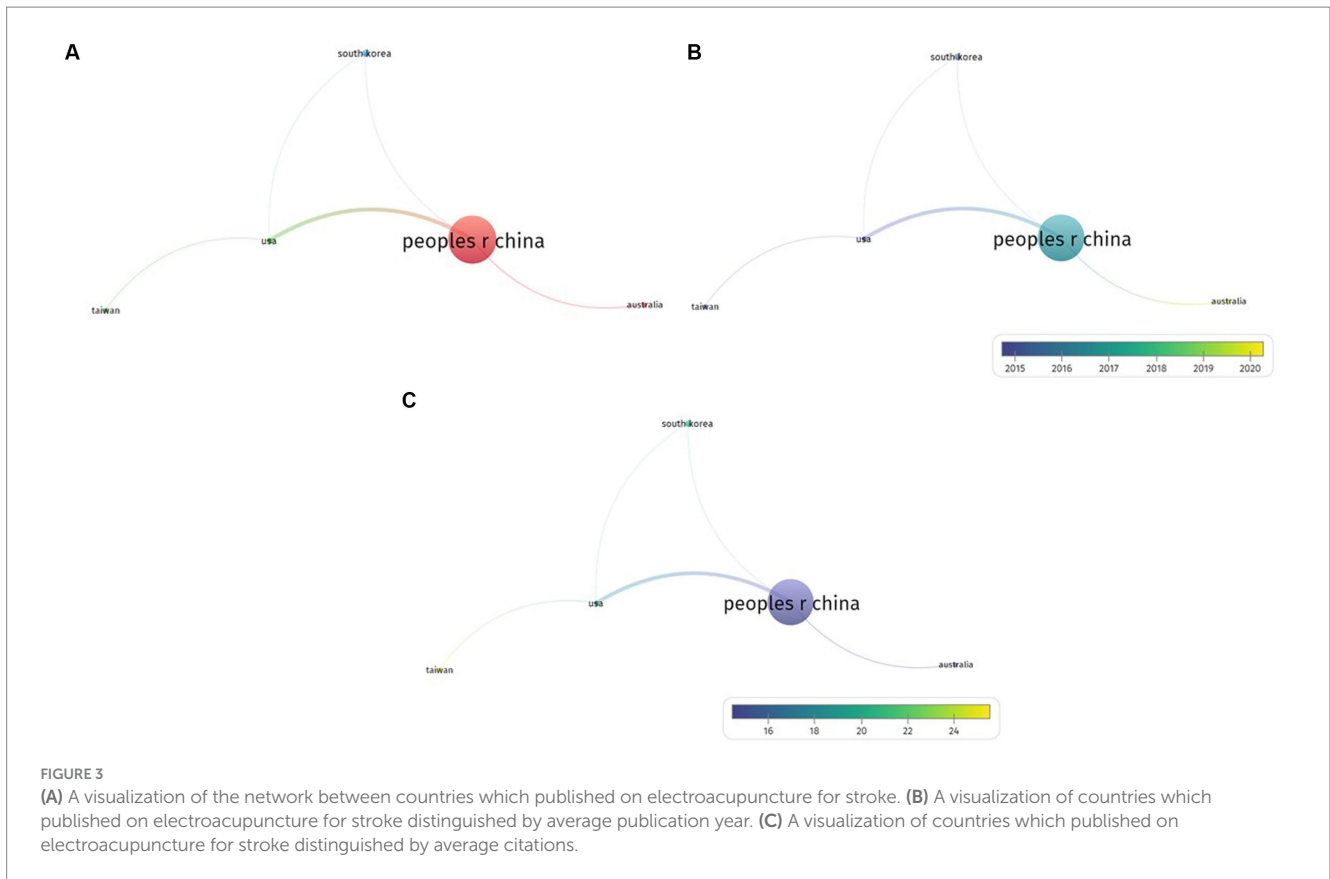 A
south korea
usa
peoples r china
taiwan
australia
B
south korea
usa
peoples r china
taiwan
australia
2015 2016 2017 2018 2019 2020
C
south korea
usa
peoples r china
taiwan
australia
16 18 20 22 24
FIGURE 3
(A) A visualization of the network between countries which published on electroacupuncture for stroke. (B) A visualization of countries which
published on electroacupuncture for stroke distinguished by average publication year. (C) A visualization of countries which published on
electroacupuncture for stroke distinguished by average citations.